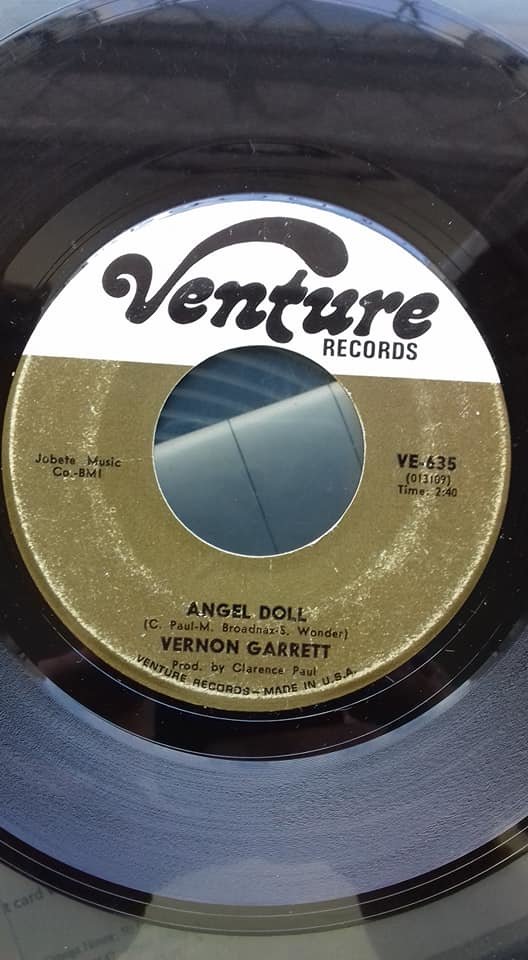 Venture
RECORDS
Jobete Music
Co.-BMI
VE-635
(013109)
Time: 2:40
ANGEL DOLL
(C. Paul-M. Broadnax-S. Wonder)
VERNON GARRETT
Prod. by Clarence Paul
VENTURE RECORDS-MADE IN U.S.A.
card